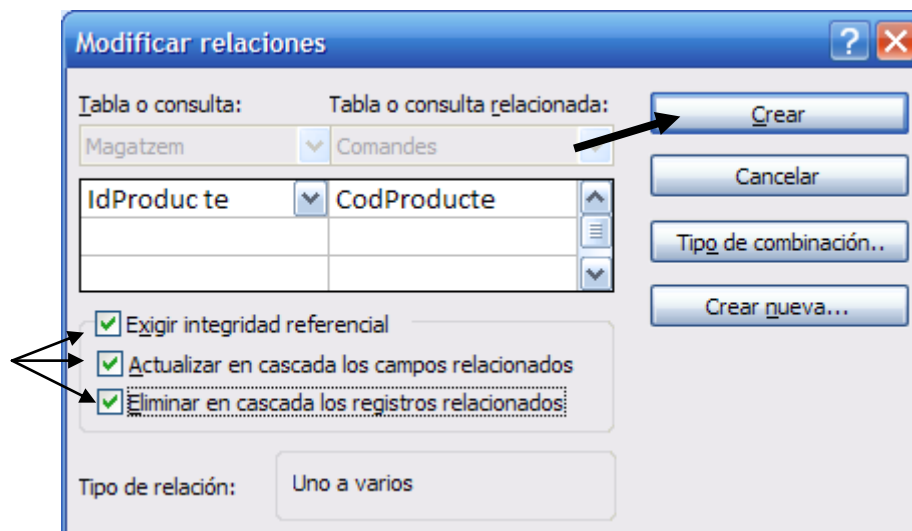 Modificar relaciones
Tabla o consulta: Tabla o consulta relacionada:
Magatzem Comandes
IdProduc te CodProducte
Crear
Cancelar
Tipo de combinación..
Crear nueva...
Exigir integridad referencial
Actualizar en cascada los campos relacionados
Eliminar en cascada los registros relacionados
Tipo de relación: Uno a varios